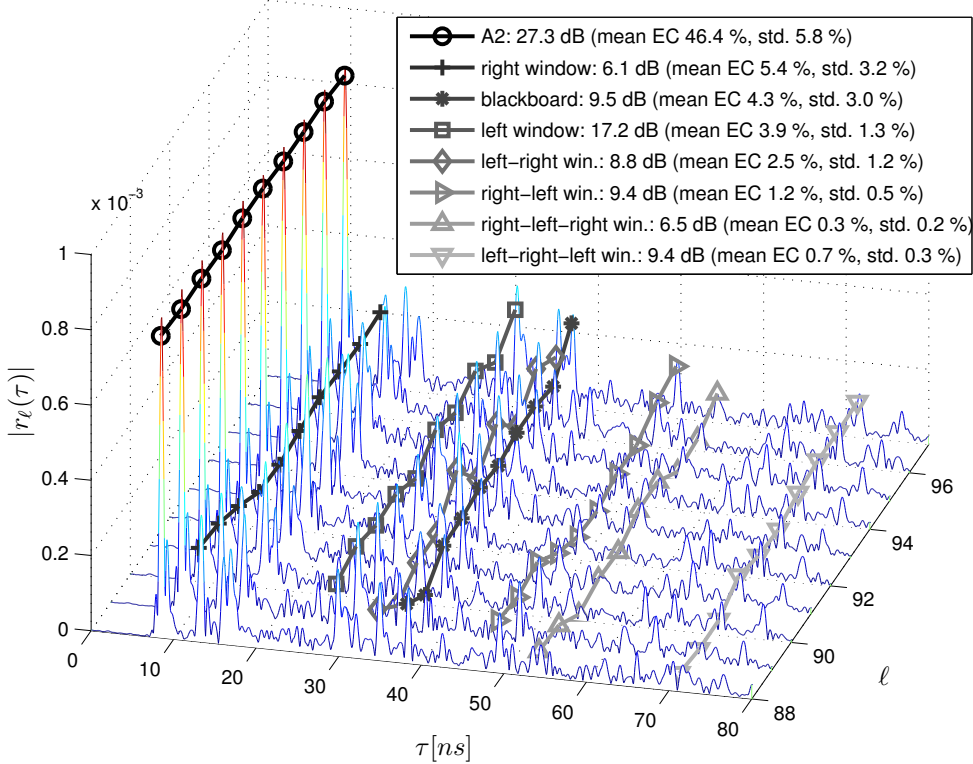 A2: 27.3 dB (mean EC 46.4 %, std. 5.8 %)
right window: 6.1 dB (mean EC 5.4 %, std. 3.2 %)
blackboard: 9.5 dB (mean EC 4.3 %, std. 3.0 %)
left window: 17.2 dB (mean EC 3.9 %, std. 1.3 %)
left−right win.: 8.8 dB (mean EC 2.5 %, std. 1.2 %)
right−left win.: 9.4 dB (mean EC 1.2 %, std. 0.5 %)
right−left−right win.: 6.5 dB (mean EC 0.3 %, std. 0.2 %)
left−right−left win.: 9.4 dB (mean EC 0.7 %, std. 0.3 %)
x 10⁻³
1
0.8
0.6
0.4
0.2
0
|r_ℓ(τ)|
0
10
20
30
40
50
60
70
80
τ[ns]
88
90
92
94
96
ℓ